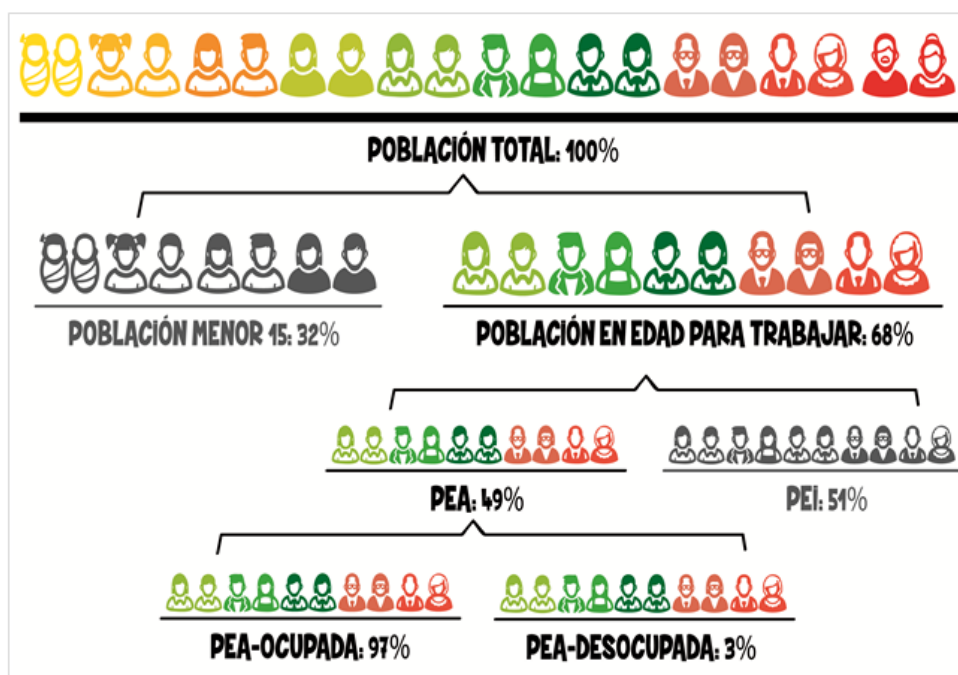 POBLACIÓN TOTAL: 100%
POBLACIÓN MENOR 15: 32%
POBLACIÓN EN EDAD PARA TRABAJAR: 68%
PEA: 49%
PEI: 51%
PEA-OCUPADA: 97%
PEA-DESOCUPADA: 3%